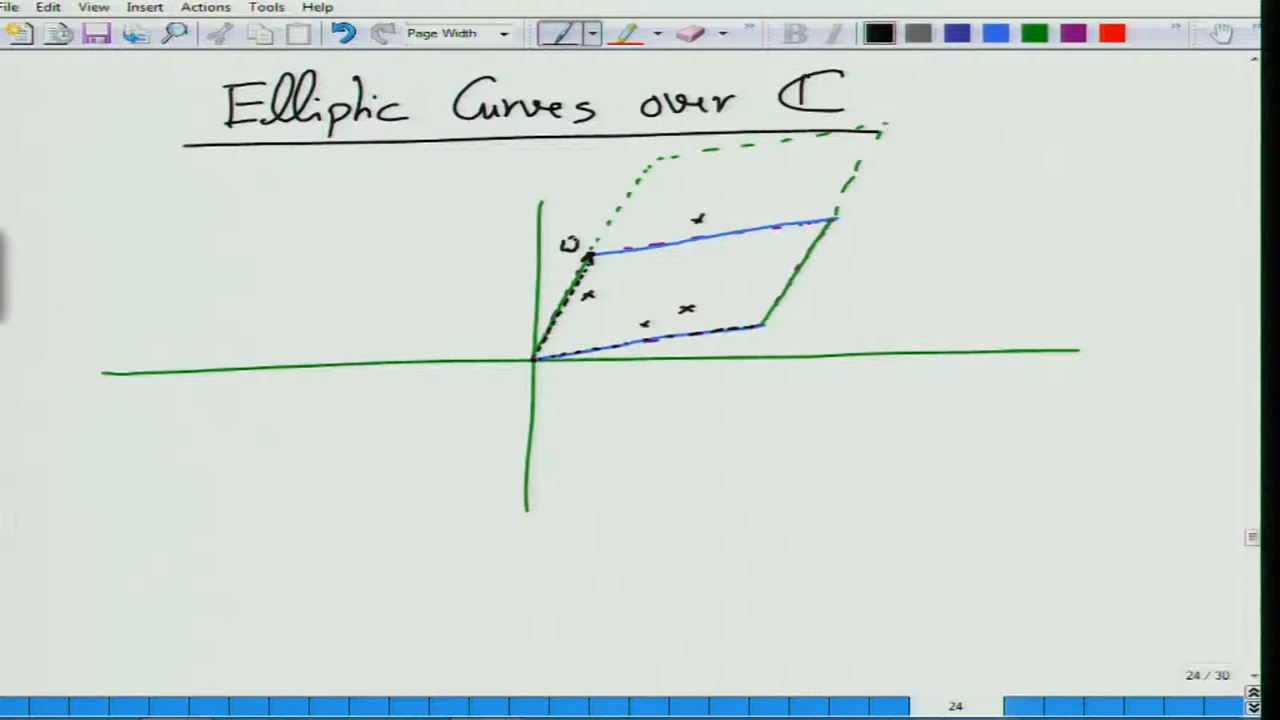 File Edit View Insert Actions Tools Help
Page Width
Elliptic Curves over ℂ
24 / 30
24